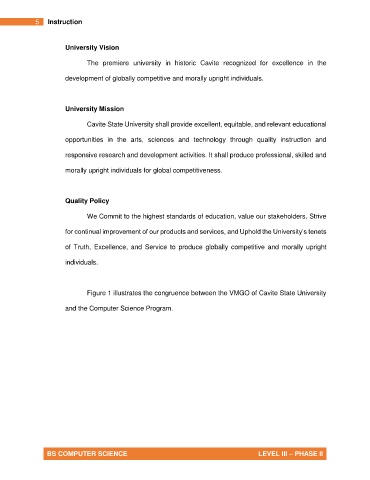 5 Instruction
University Vision
The premiere university in historic Cavite recognized for excellence in the
development of globally competitive and morally upright individuals.
University Mission
Cavite State University shall provide excellent, equitable, and relevant educational
opportunities in the arts, sciences and technology through quality instruction and
responsive research and development activities. It shall produce professional, skilled and
morally upright individuals for global competitiveness.
Quality Policy
We Commit to the highest standards of education, value our stakeholders, Strive
for continual improvement of our products and services, and Uphold the University's tenets
of Truth, Excellence, and Service to produce globally competitive and morally upright
individuals.
Figure 1 illustrates the congruence between the VMGO of Cavite State University
and the Computer Science Program.
BS COMPUTER SCIENCE LEVEL III – PHASE II